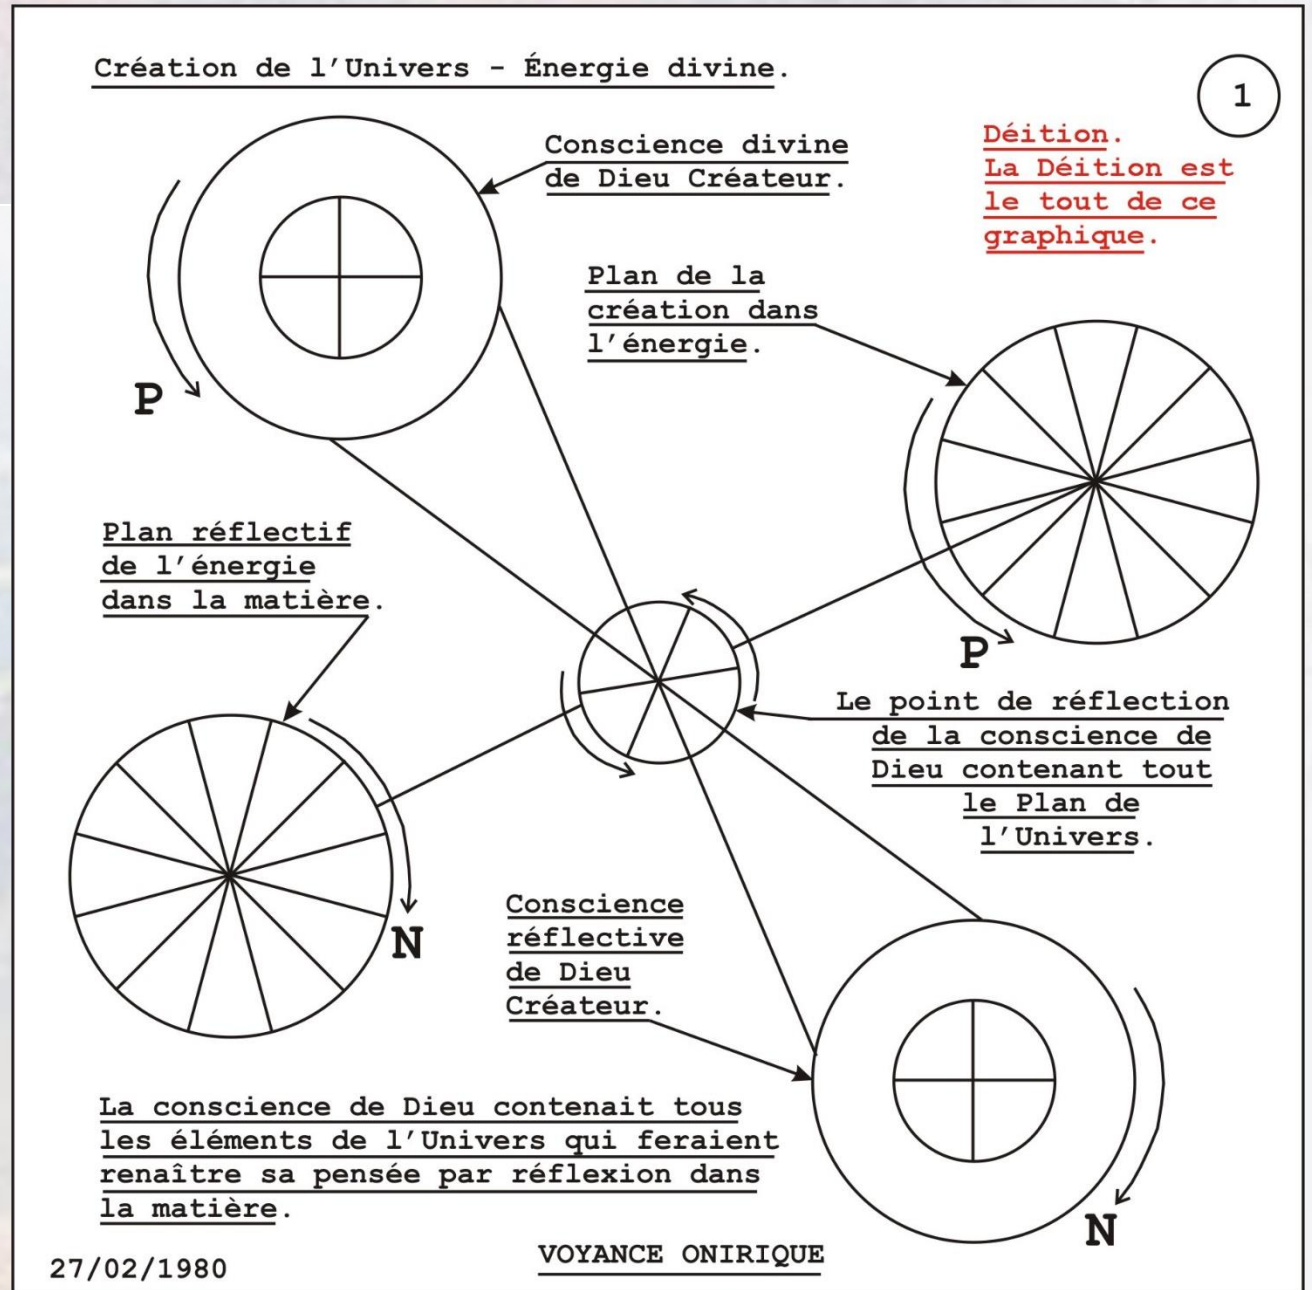 Création de l'Univers - Énergie divine.
1
Conscience divine
de Dieu Créateur.
Déition.
La Déition est
le tout de ce
graphique.
Plan de la
création dans
l'énergie.
P
Plan réflectif
de l'énergie
dans la matière.
P
Le point de réflection
de la conscience de
Dieu contenant tout
le Plan de
l'Univers.
N
Conscience
réflective
de Dieu
Créateur.
La conscience de Dieu contenait tous
les éléments de l'Univers qui feraient
renaître sa pensée par réflexion dans
la matière.
N
27/02/1980
VOYANCE ONIRIQUE